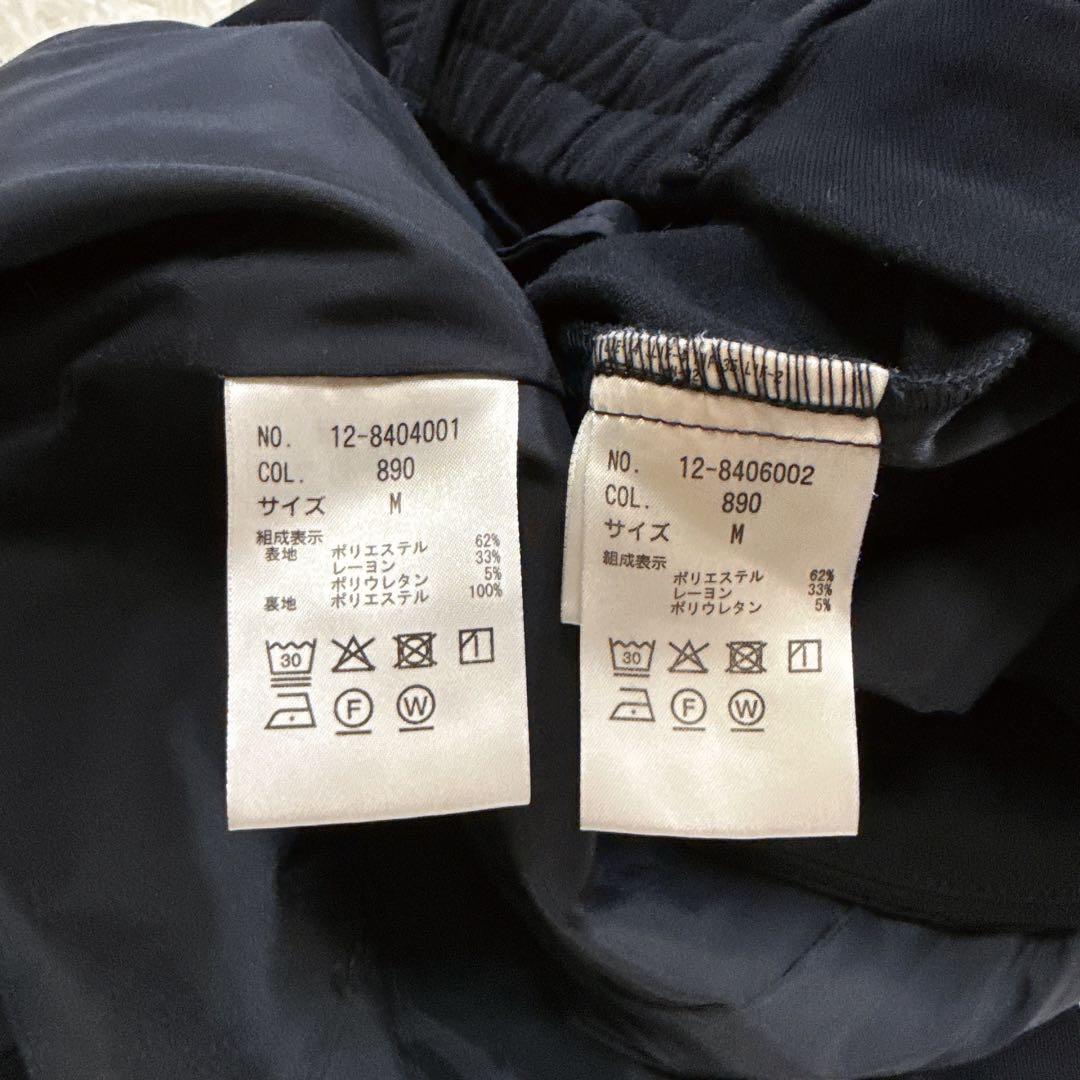 NO. 12-8404001
COL. 890
サイズ M
組成表示
表地 ポリエステル 62%
レーヨン 33%
ポリウレタン 5%
裏地 ポリエステル 100%
30
F W
NO. 12-8406002
COL. 890
サイズ M
組成表示
ポリエステル 62%
レーヨン 33%
ポリウレタン 5%
30
F W